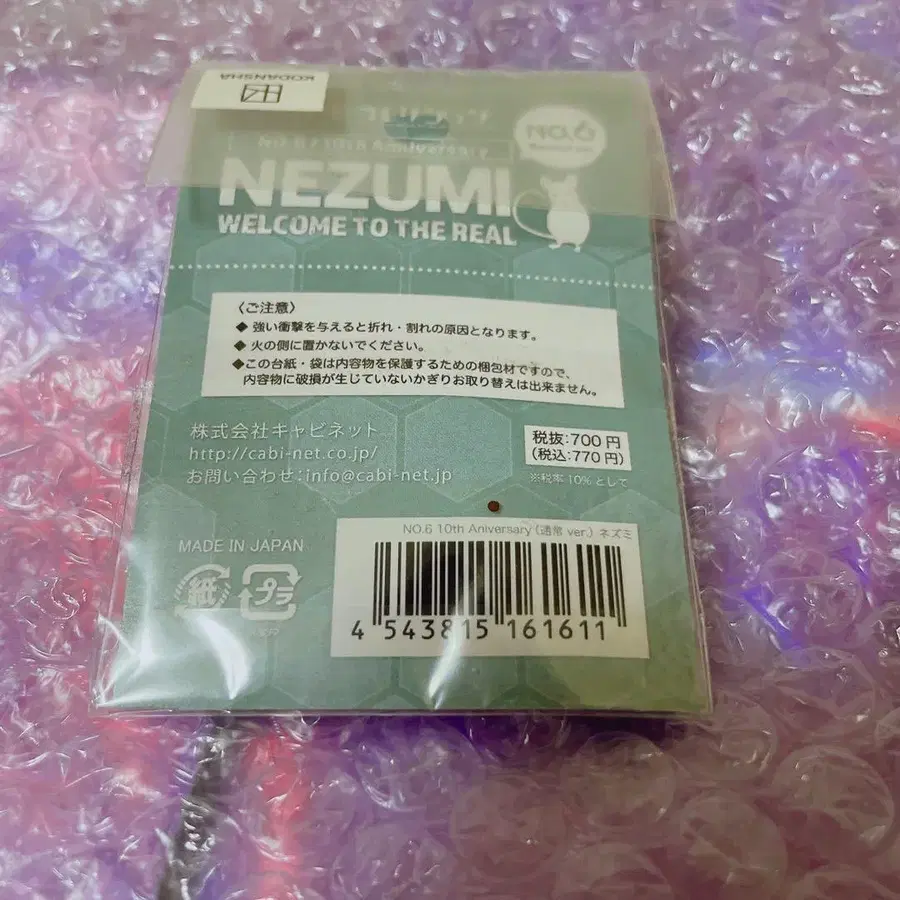 KODANSHA
NO.6
NO.6 10th Anniversary
NEZUMI
WELCOME TO THE REAL
〈ご注意〉
◆ 強い衝撃を与えると折れ・割れの原因となります。
◆ 火の側に置かないでください。
◆この台紙・袋は内容物を保護するための梱包材ですので、
内容物に破損が生じていないかぎりお取り替えは出来ません。
株式会社キャビネット
http://cabi-net.co.jp/
お問い合わせ：info@cabi-net.jp
税抜：700円
（税込：770円）
※税率10%として
MADE IN JAPAN
紙
プラ
NO.6 10th Aniversary（通常 ver.）ネズミ
4 543815 161611